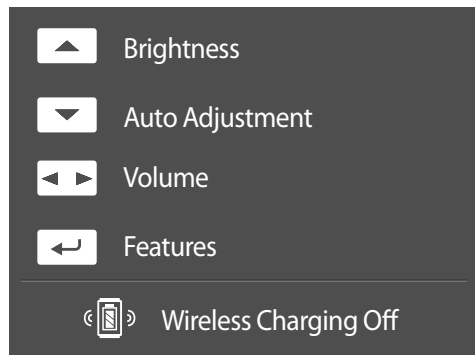 Brightness
Auto Adjustment
Volume
Features
Wireless Charging Off